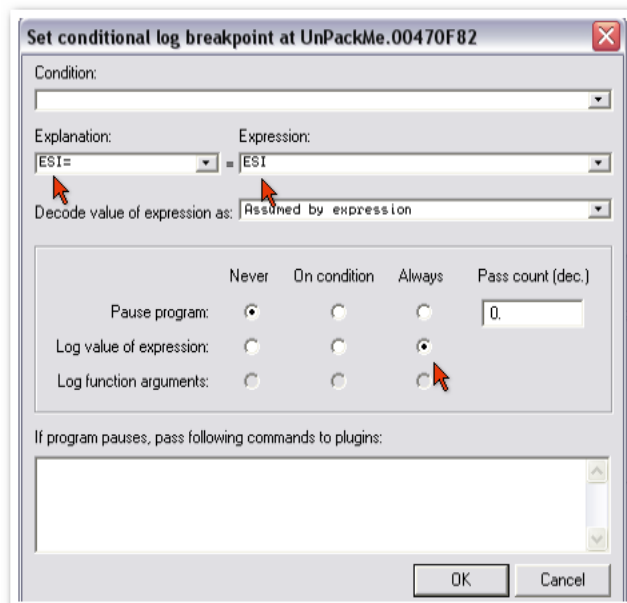 Set conditional log breakpoint at UnPackMe.00470F82
Condition:
Explanation: Expression:
ESI= = ESI
Decode value of expression as: Assumed by expression
Never On condition Always Pass count (dec.)
Pause program: 0.
Log value of expression:
Log function arguments:
If program pauses, pass following commands to plugins:
OK Cancel